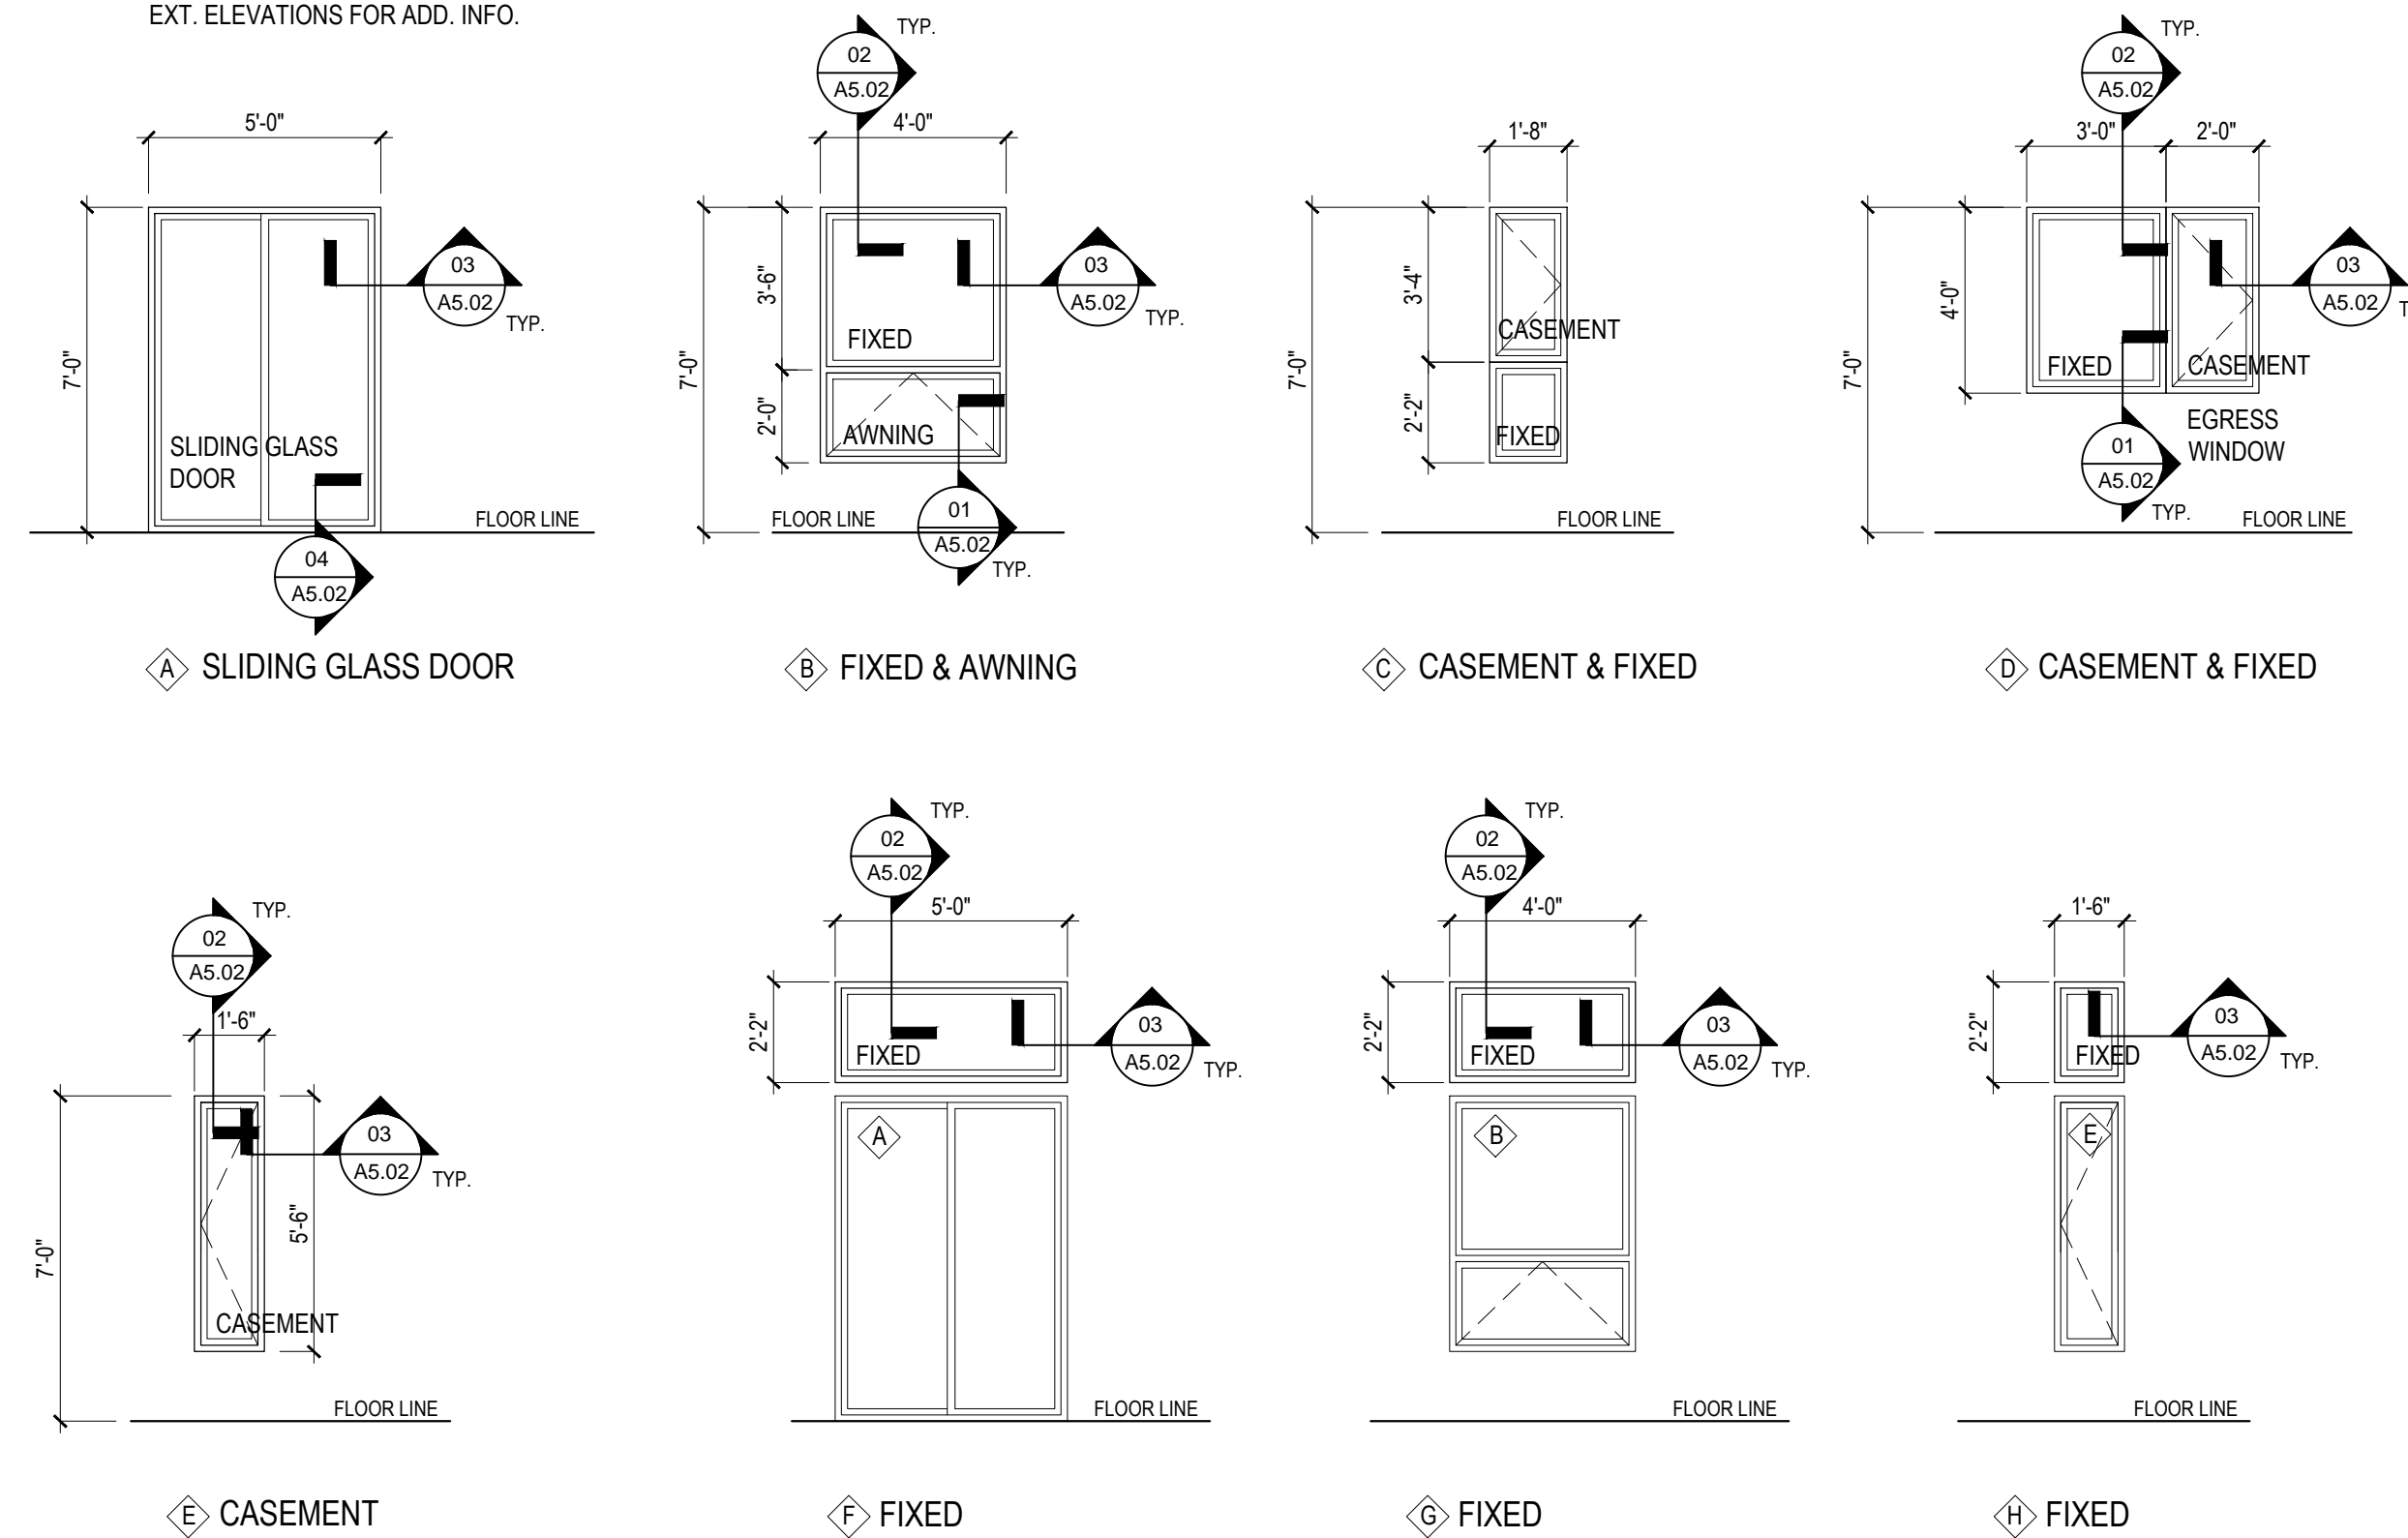 EXT. ELEVATIONS FOR ADD. INFO.
5'-0"
7'-0"
03
A5.02
TYP.
SLIDING GLASS
DOOR
FLOOR LINE
04
A5.02
A SLIDING GLASS DOOR
02
A5.02
TYP.
4'-0"
7'-0"
3'-6"
2'-0"
FIXED
AWNING
03
A5.02
TYP.
FLOOR LINE
01
A5.02
TYP.
B FIXED & AWNING
1'-8"
7'-0"
3'-4"
2'-2"
CASEMENT
FIXED
FLOOR LINE
C CASEMENT & FIXED
02
A5.02
TYP.
3'-0"
2'-0"
7'-0"
4'-0"
FIXED
CASEMENT
03
A5.02
T
EGRESS
WINDOW
01
A5.02
TYP.
FLOOR LINE
D CASEMENT & FIXED
02
A5.02
TYP.
1'-6"
7'-0"
5'-6"
03
A5.02
TYP.
CASEMENT
FLOOR LINE
E CASEMENT
02
A5.02
TYP.
5'-0"
2'-2"
FIXED
03
A5.02
TYP.
A
FLOOR LINE
F FIXED
02
A5.02
TYP.
4'-0"
2'-2"
FIXED
03
A5.02
TYP.
B
FLOOR LINE
G FIXED
1'-6"
2'-2"
FIXED
03
A5.02
TYP.
E
FLOOR LINE
H FIXED